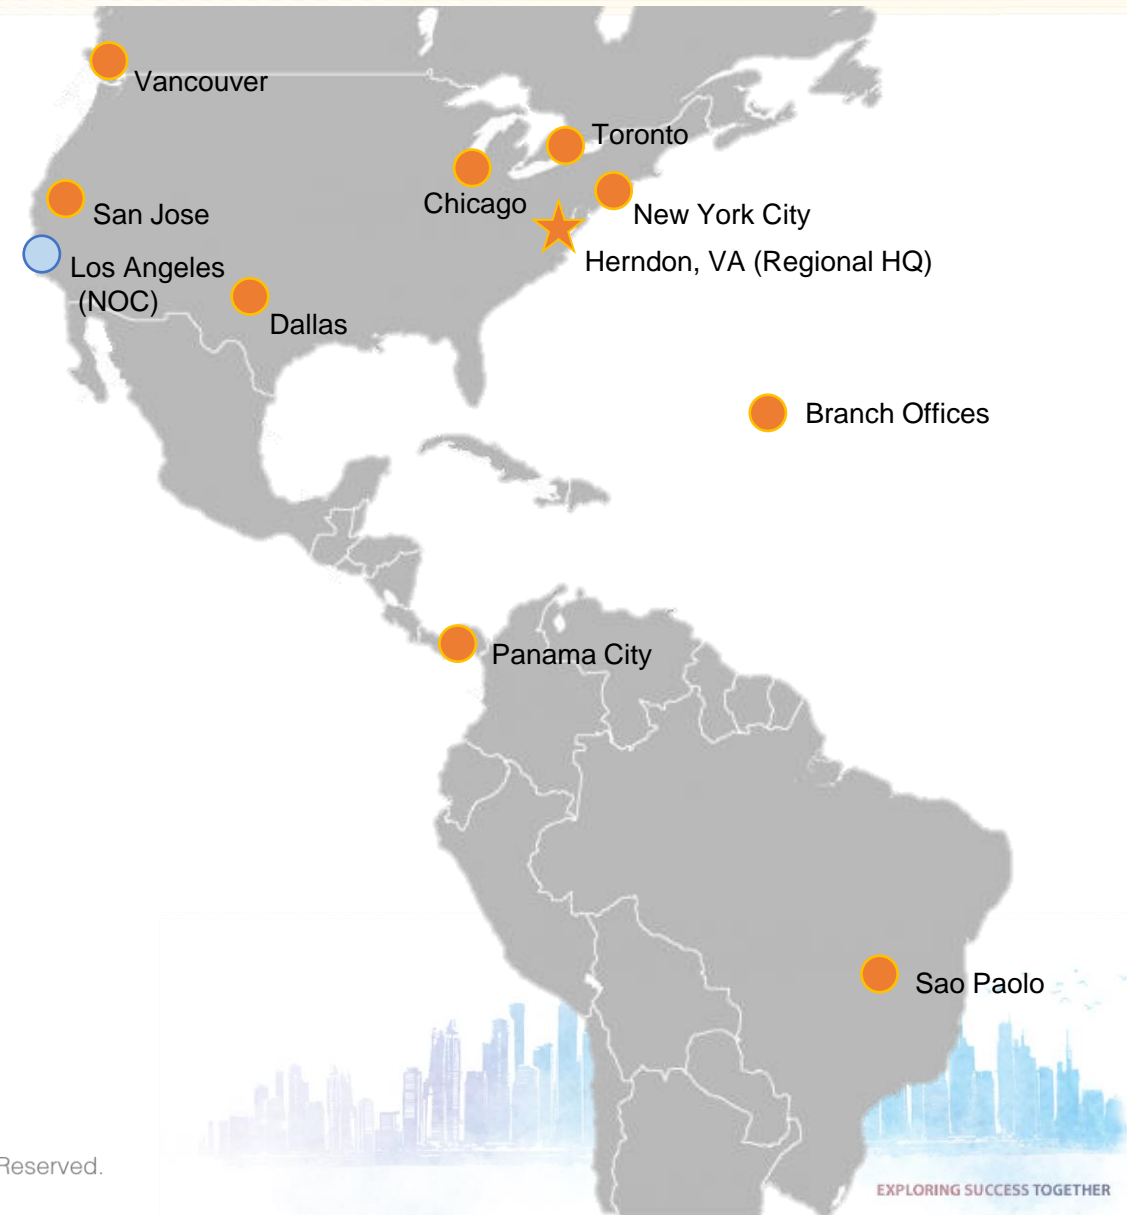 Vancouver
Toronto
Chicago
San Jose
New York City
Herndon, VA (Regional HQ)
Los Angeles
(NOC)
Dallas
Branch Offices
Panama City
Sao Paolo
Reserved.
EXPLORING SUCCESS TOGETHER